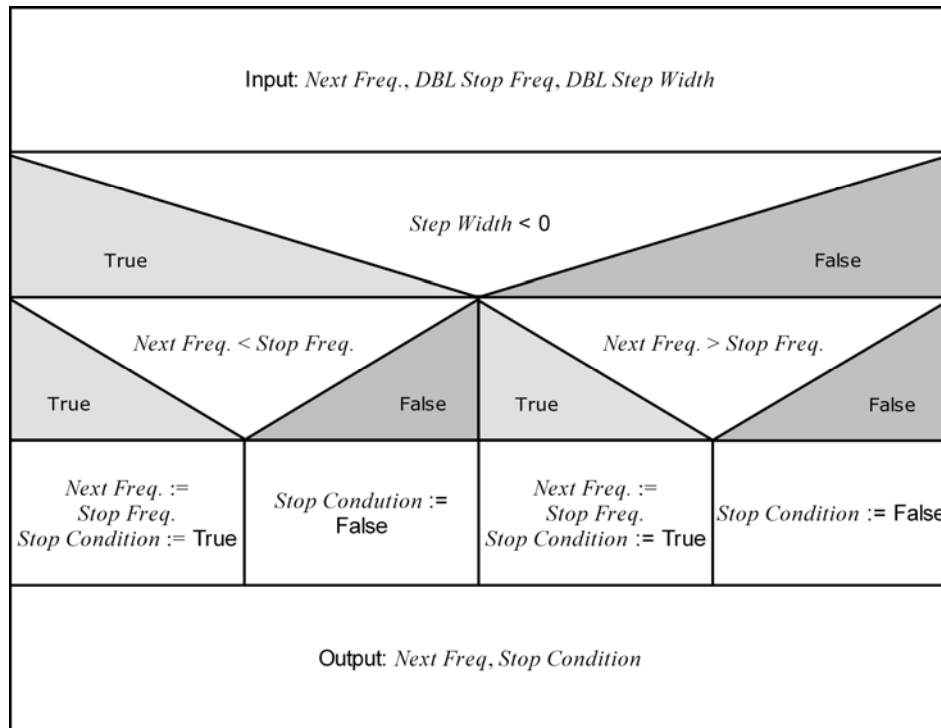 Input: Next Freq., DBL Stop Freq, DBL Step Width
Step Width < 0
True
False
Next Freq. < Stop Freq.
Next Freq. > Stop Freq.
True
False
True
False
Next Freq. :=
Stop Freq.
Stop Condition := True
Stop Condution :=
False
Next Freq. :=
Stop Freq.
Stop Condition := True
Stop Condition := False
Output: Next Freq, Stop Condition